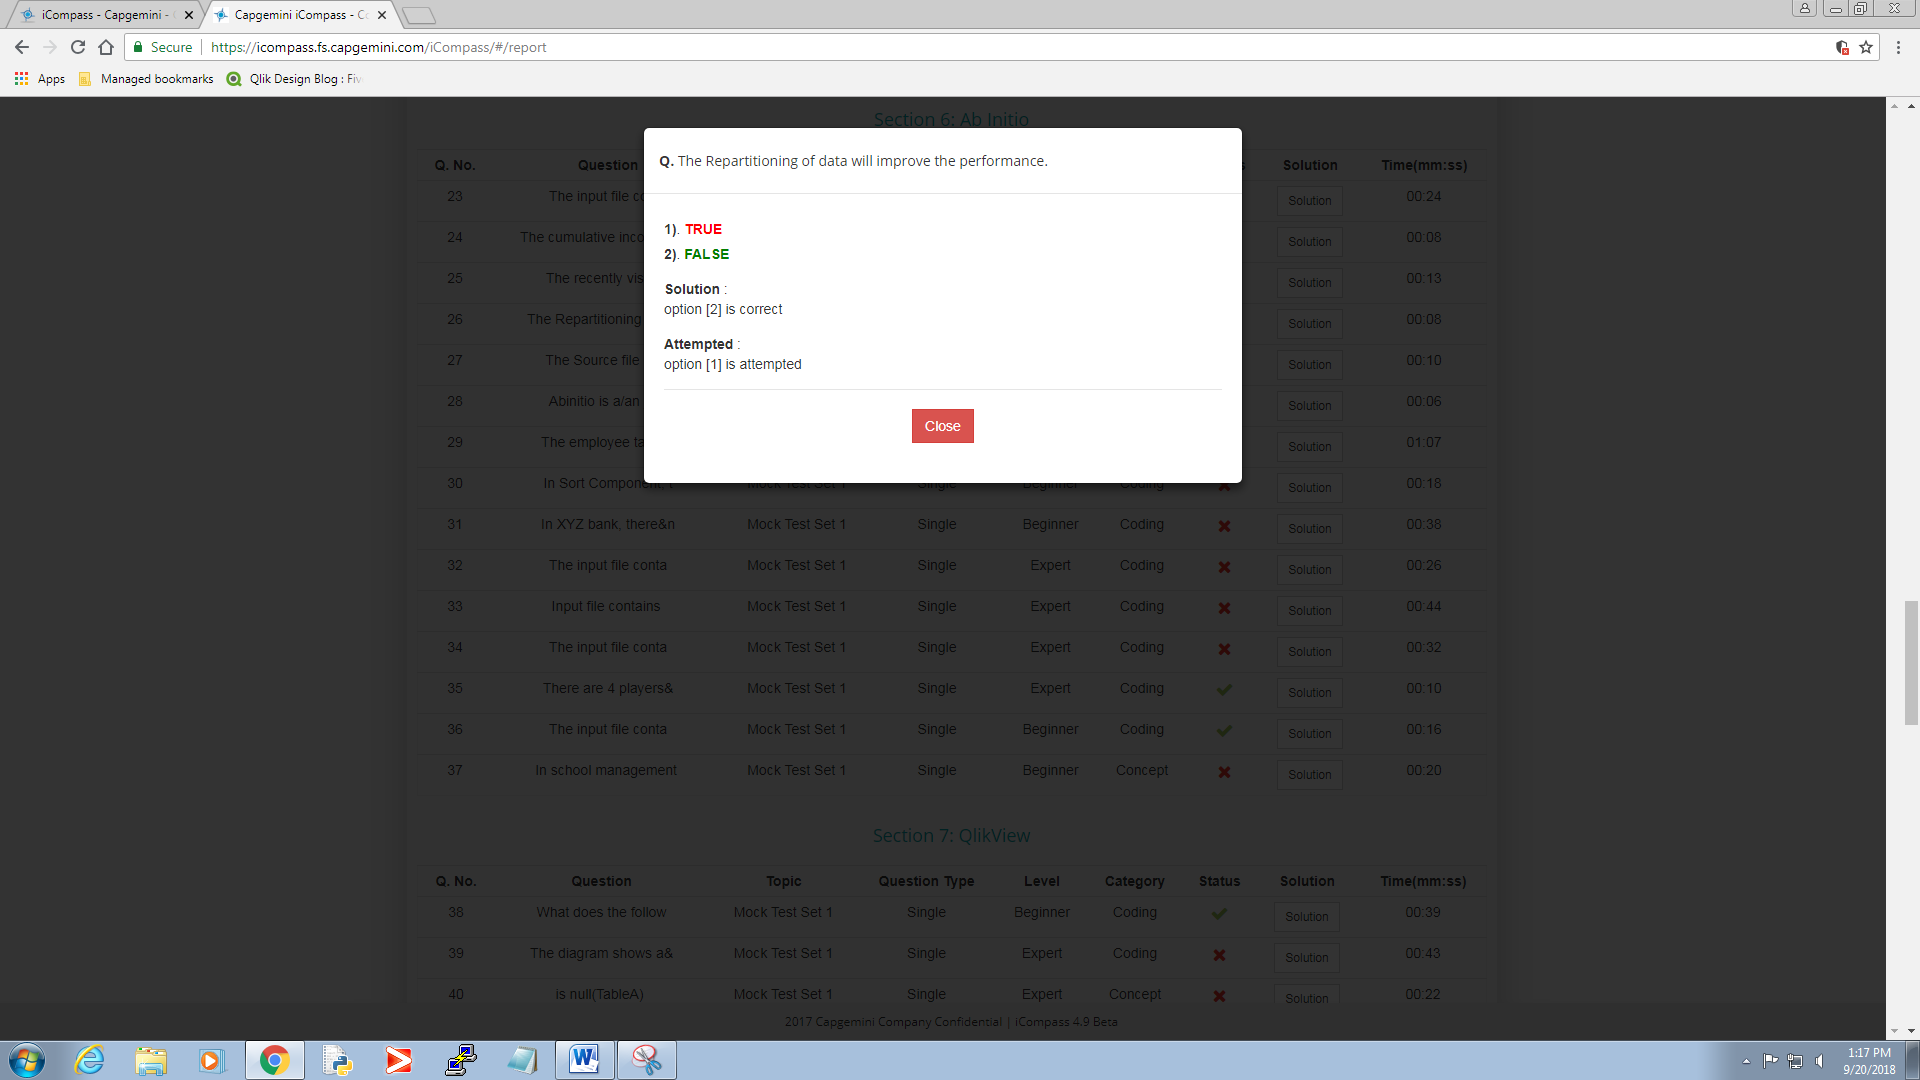 iCompass - Capgemini -
Capgemini iCompass - Co
Secure
https://icompass.fs.capgemini.com/iCompass/#/report
Apps
Managed bookmarks
Qlik Design Blog : Fiv
Section 6: Ab Initio
Q. No. Question Solution Time(mm:ss)
Q. The Repartitioning of data will improve the performance.
1). TRUE
2). FALSE
Solution :
option [2] is correct
Attempted :
option [1] is attempted
Close
23 The input file co Solution 00:24
24 The cumulative inco Solution 00:08
25 The recently vis Solution 00:13
26 The Repartitioning Solution 00:08
27 The Source file Solution 00:10
28 Abinitio is a/an Solution 00:06
29 The employee ta Solution 01:07
30 In Sort Component, Mock Test Set 1 Single Beginner Coding Solution 00:18
31 In XYZ bank, there&n Mock Test Set 1 Single Beginner Coding Solution 00:38
32 The input file conta Mock Test Set 1 Single Expert Coding Solution 00:26
33 Input file contains Mock Test Set 1 Single Expert Coding Solution 00:44
34 The input file conta Mock Test Set 1 Single Expert Coding Solution 00:32
35 There are 4 players& Mock Test Set 1 Single Expert Coding Solution 00:10
36 The input file conta Mock Test Set 1 Single Beginner Coding Solution 00:16
37 In school management Mock Test Set 1 Single Beginner Concept Solution 00:20
Section 7: QlikView
Q. No. Question Topic Question Type Level Category Status Solution Time(mm:ss)
38 What does the follow Mock Test Set 1 Single Beginner Coding Solution 00:39
39 The diagram shows a& Mock Test Set 1 Single Expert Coding Solution 00:43
40 is null(TableA) Mock Test Set 1 Single Expert Concept Solution 00:22
2017 Capgemini Company Confidential | iCompass 4.9 Beta
1:17 PM
9/20/2018